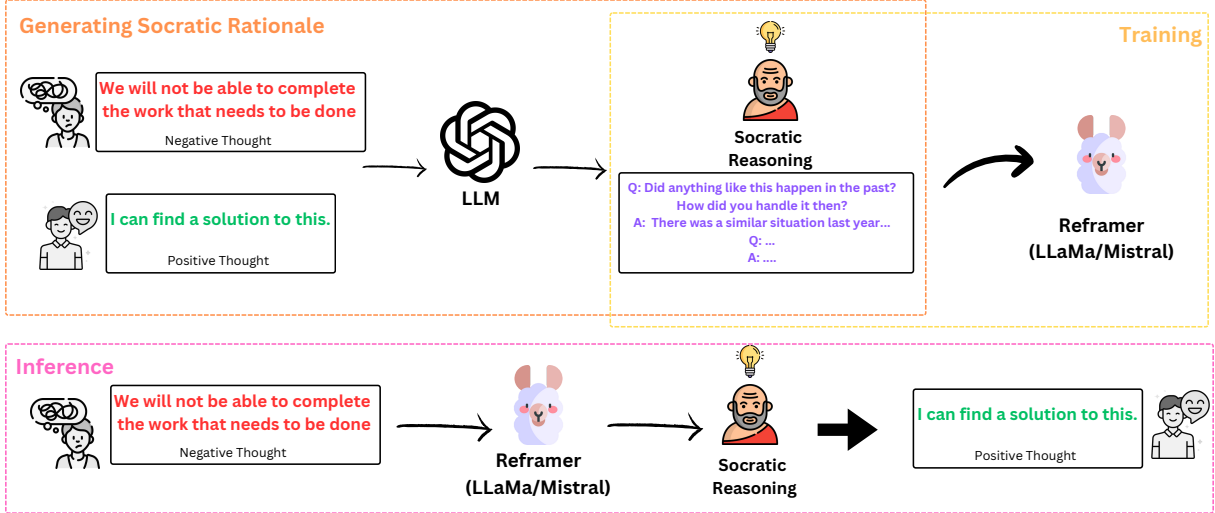 Generating Socratic Rationale
Training
We will not be able to complete
the work that needs to be done
Negative Thought
I can find a solution to this.
Positive Thought
LLM
Socratic
Reasoning
Q: Did anything like this happen in the past?
How did you handle it then?
A: There was a similar situation last year...
Q: ...
A: ....
Reframer
(LLaMa/Mistral)
Inference
We will not be able to complete
the work that needs to be done
Negative Thought
Reframer
(LLaMa/Mistral)
Socratic
Reasoning
I can find a solution to this.
Positive Thought